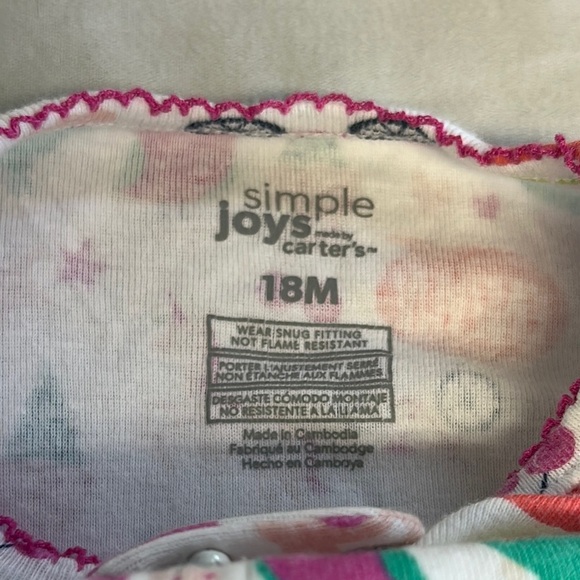 simple
joys made by
carter's™
18M
WEAR SNUG FITTING
NOT FLAME RESISTANT
PORTER L'AJUSTEMENT SERRÉ
NON ÉTANCHE AUX FLAMMES
DESGASTE CÓMODO MONTAJE
NO RESISTENTE A LA LLAMA
Made in Cambodia
Fabriqué au Cambodge
Hecho en Camboya